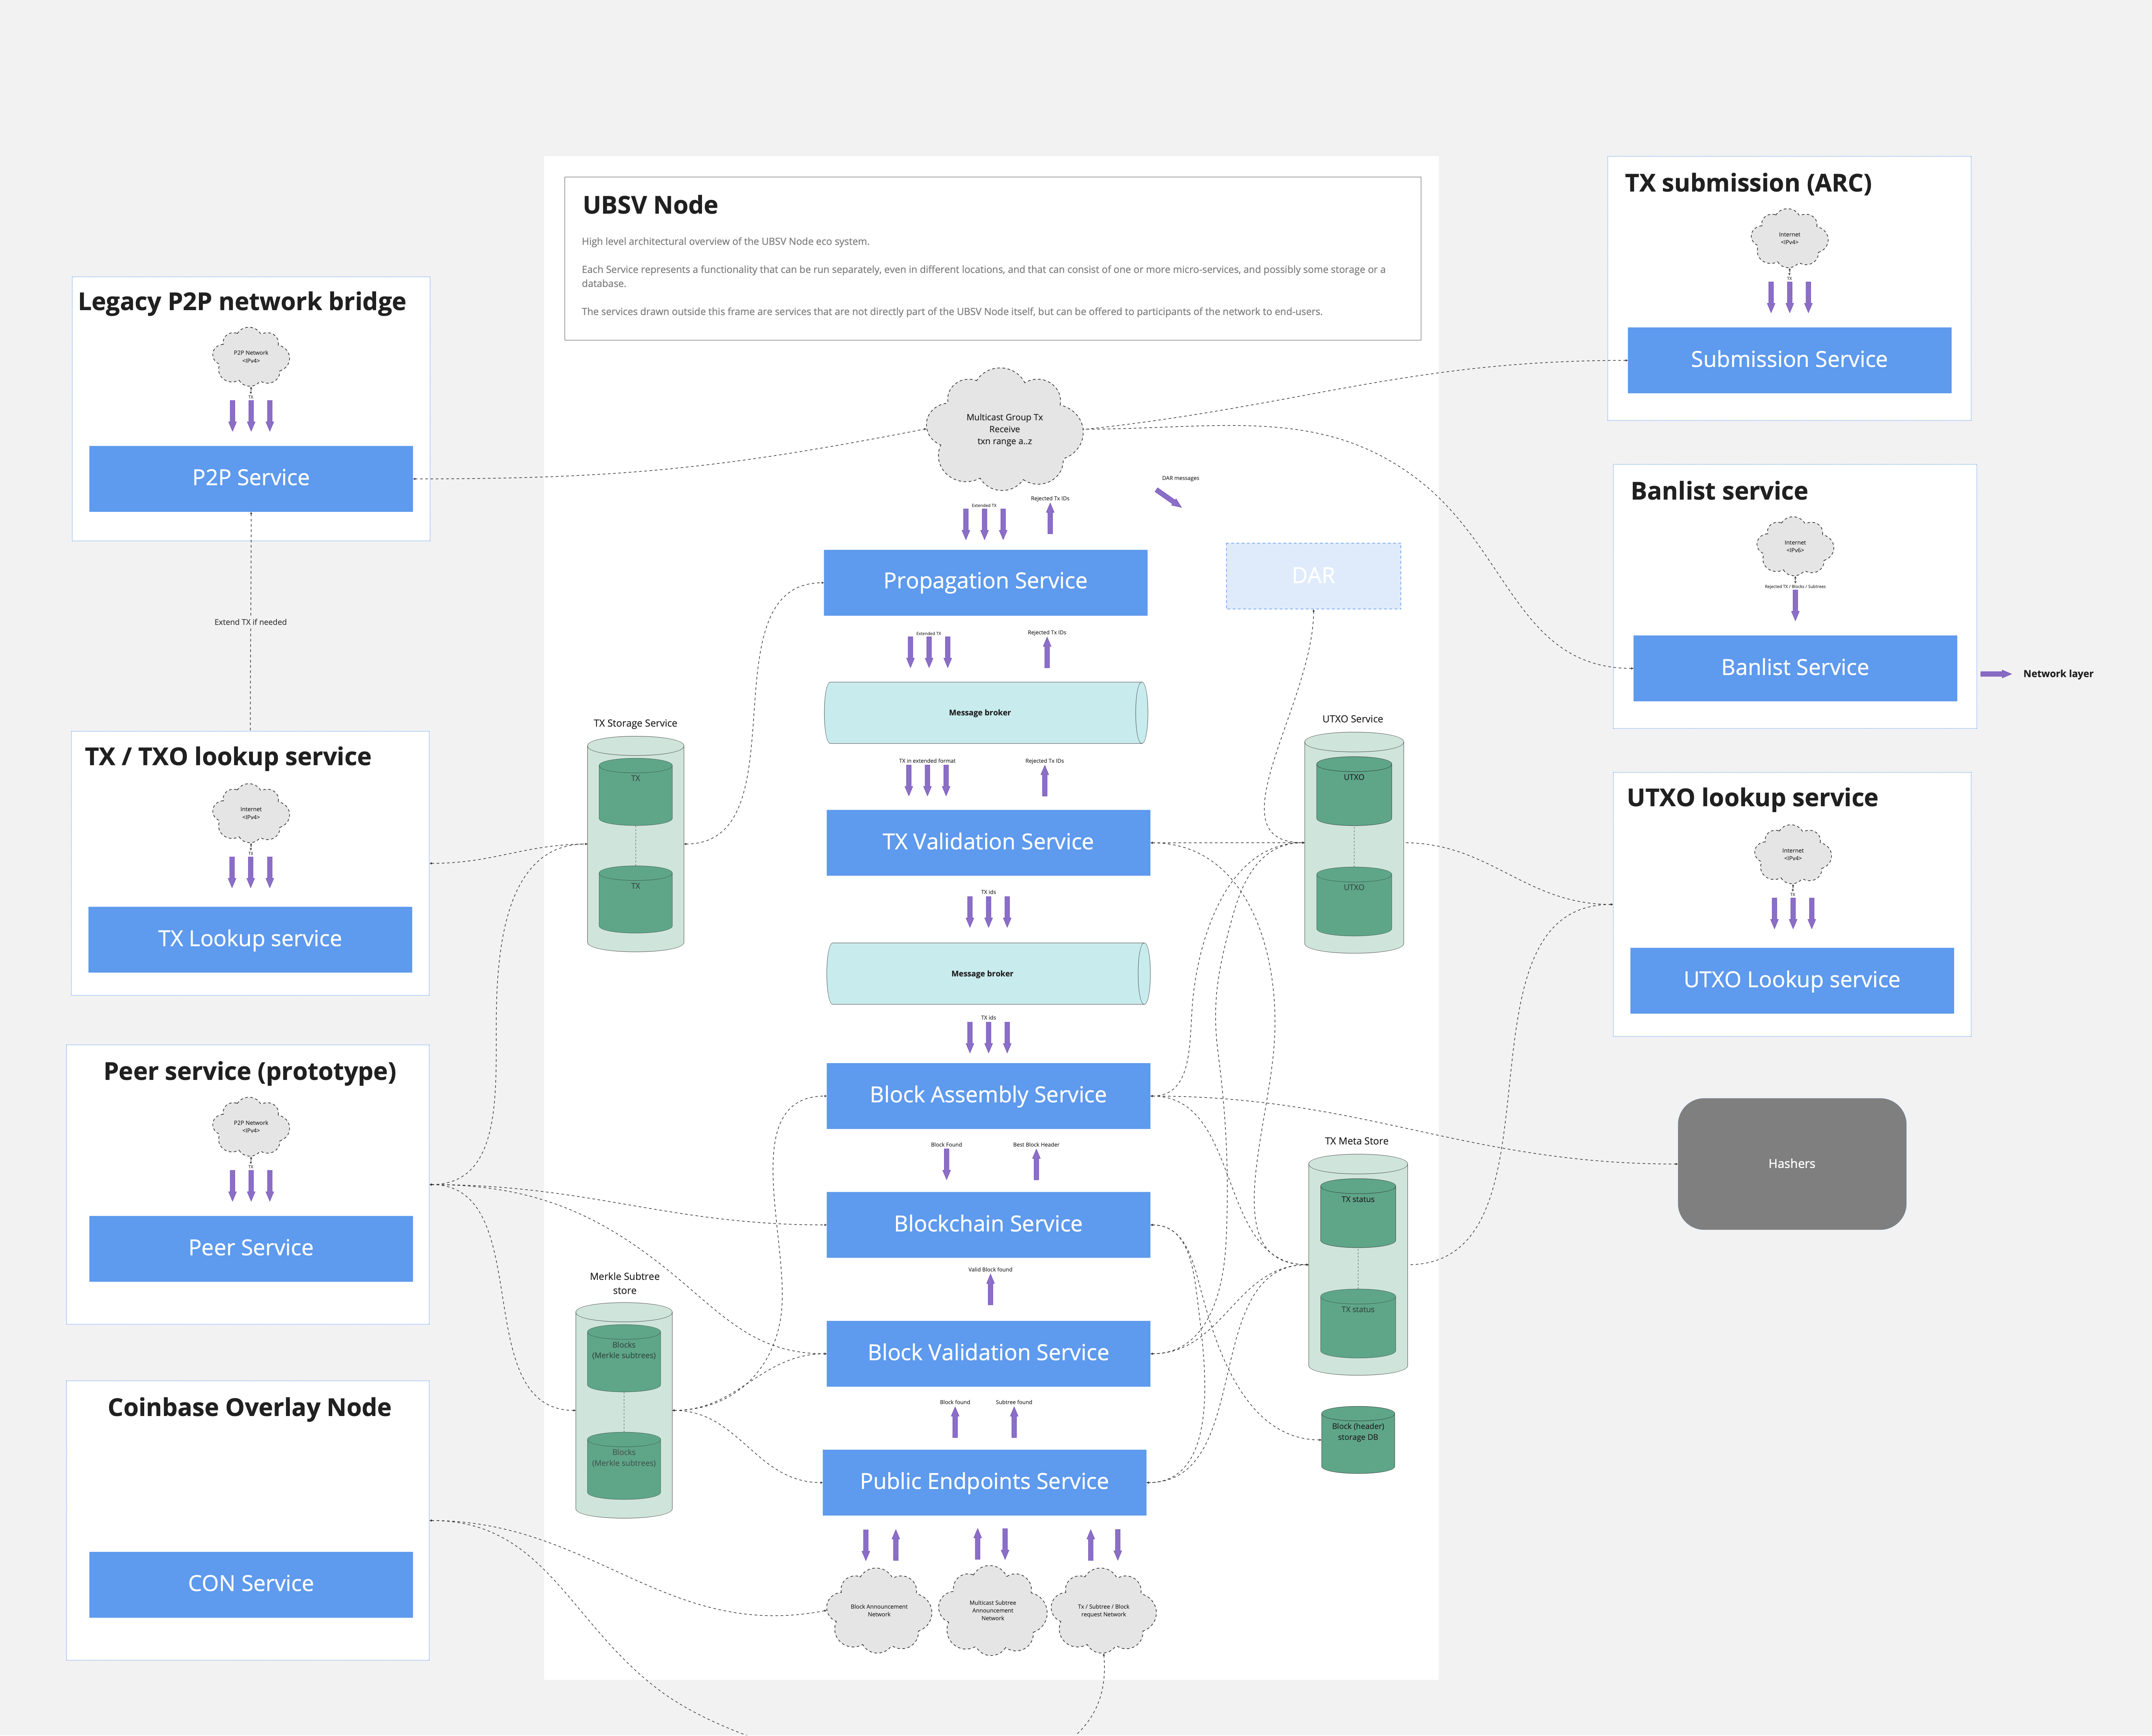 UBSV Node
High level architectural overview of the UBSV Node eco system.
Each Service represents a functionality that can be run separately, even in different locations, and that can consist of one or more micro-services, and possibly some storage or a
database.
The services drawn outside this frame are services that are not directly part of the UBSV Node itself, but can be offered to participants of the network to end-users.
Legacy P2P network bridge
P2P Network
<IPv4>
TX
P2P Service
Extend TX if needed
TX / TXO lookup service
Internet
<IPv4>
TX
TX Lookup service
Peer service (prototype)
P2P Network
<IPv4>
TX
Peer Service
Coinbase Overlay Node
CON Service
Multicast Group Tx
Receive
txn range a..z
DAR messages
Extended TX
Rejected Tx IDs
Propagation Service
DAR
Extended TX
Rejected Tx IDs
Message broker
TX Storage Service
TX
TX
UTXO Service
UTXO
UTXO
TX in extended format
Rejected Tx IDs
TX Validation Service
TX ids
Message broker
TX ids
Block Assembly Service
Block Found
Best Block Header
Blockchain Service
TX Meta Store
TX status
TX status
Valid Block found
Merkle Subtree
store
Blocks
(Merkle subtrees)
Blocks
(Merkle subtrees)
Block Validation Service
Block found
Subtree found
Block (header)
storage DB
Public Endpoints Service
Block Announcement
Network
Multicast Subtree
Announcement
Network
Tx / Subtree / Block
request Network
TX submission (ARC)
Internet
<IPv4>
TX
Submission Service
Banlist service
Internet
<IPv6>
Rejected TX / Blocks / Subtrees
Banlist Service
Network layer
UTXO lookup service
Internet
<IPv4>
TX
UTXO Lookup service
Hashers